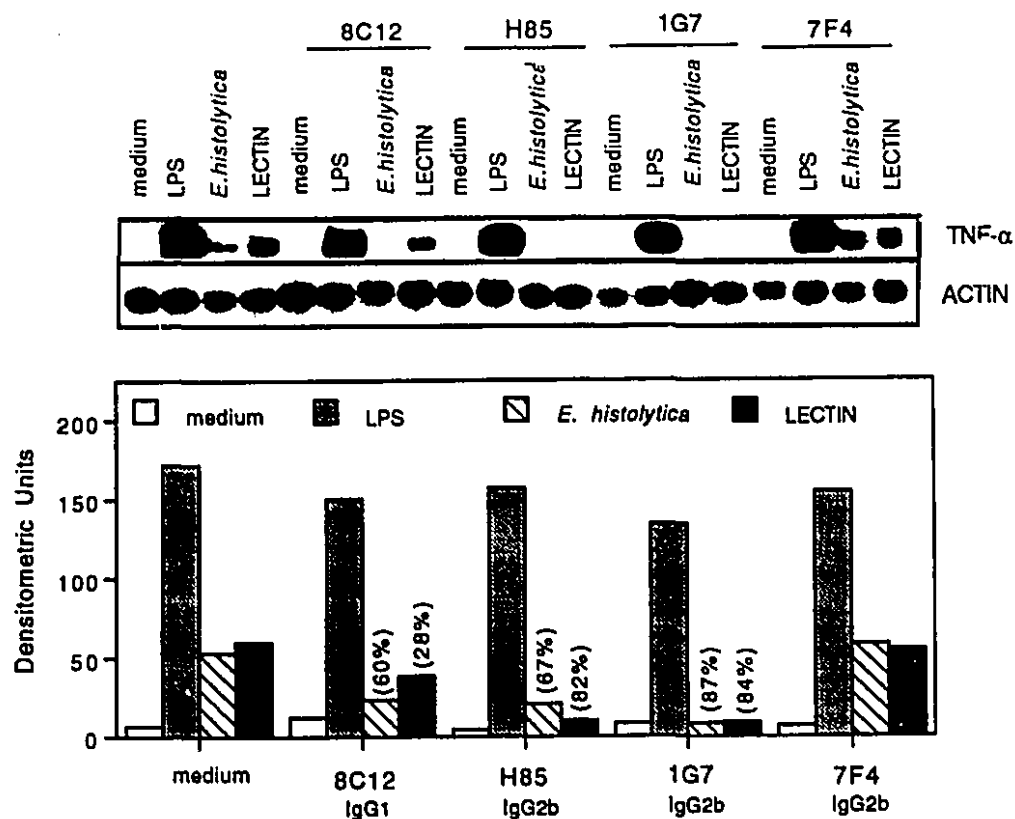 8C12 H85 1G7 7F4
medium LPS E.histolytica LECTIN medium LPS E.histolytica LECTIN medium LPS E.histolytica LECTIN medium LPS E.histolytica LECTIN medium LPS E.histolytica LECTIN
TNF-α
ACTIN
medium LPS E. histolytica LECTIN
Densitometric Units
200
150
100
50
0
(60%) (28%) (67%) (82%) (87%) (84%)
medium 8C12 H85 1G7 7F4
IgG1 IgG2b IgG2b IgG2b